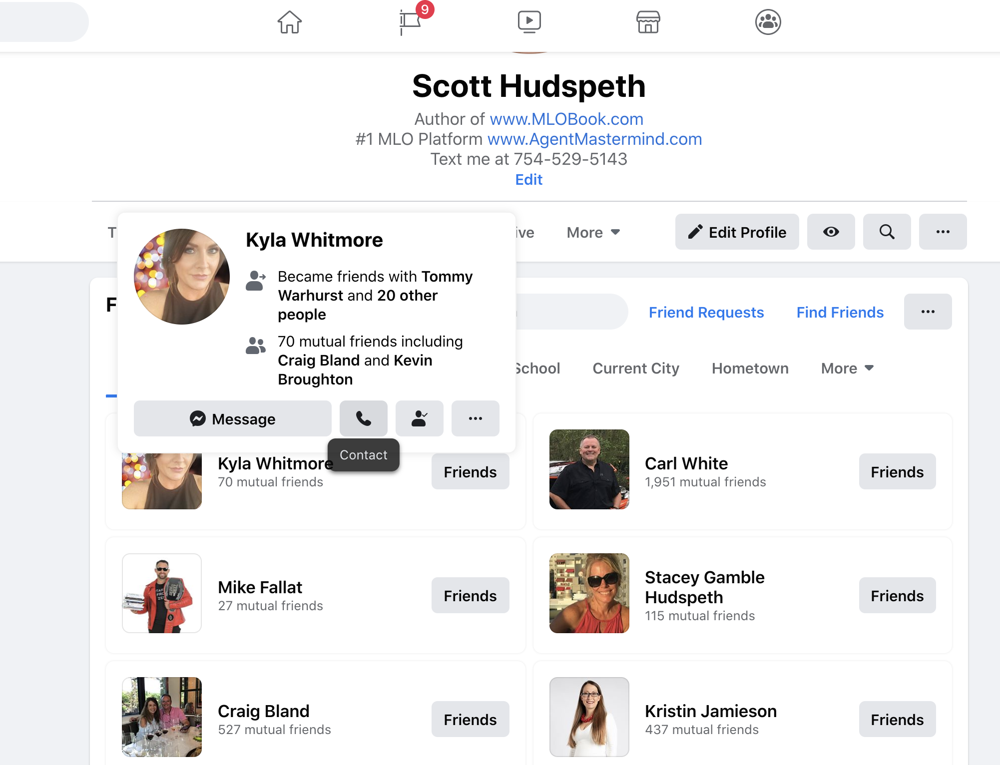 9
Scott Hudspeth
Author of www.MLOBook.com
#1 MLO Platform www.AgentMastermind.com
Text me at 754-529-5143
Edit
T
ive
More
Edit Profile
Kyla Whitmore
Became friends with Tommy
Warhurst and 20 other
people
70 mutual friends including
Craig Bland and Kevin
Broughton
Message
Contact
F
Friend Requests
Find Friends
School
Current City
Hometown
More
Kyla Whitmore
70 mutual friends
Friends
Carl White
1,951 mutual friends
Friends
Mike Fallat
27 mutual friends
Friends
Stacey Gamble
Hudspeth
115 mutual friends
Friends
Craig Bland
527 mutual friends
Friends
Kristin Jamieson
437 mutual friends
Friends